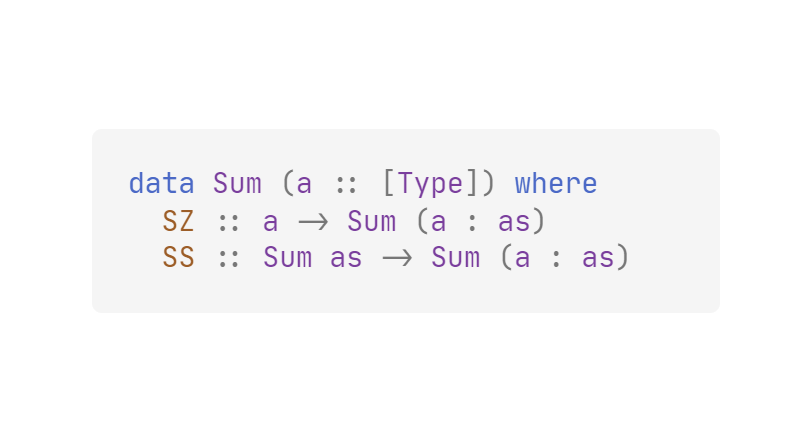 data Sum (a :: [Type]) where
  SZ :: a -> Sum (a : as)
  SS :: Sum as -> Sum (a : as)